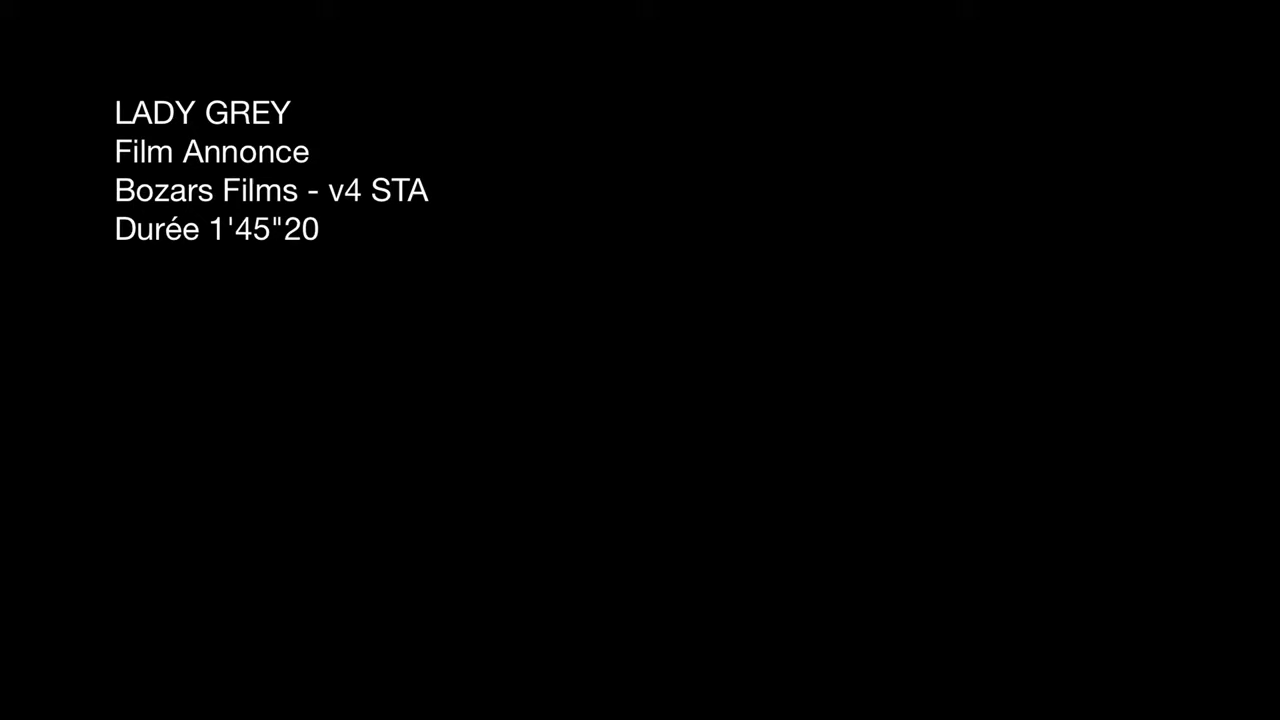 LADY GREY
Film Annonce
Bozars Films - v4 STA
Durée 1'45"20